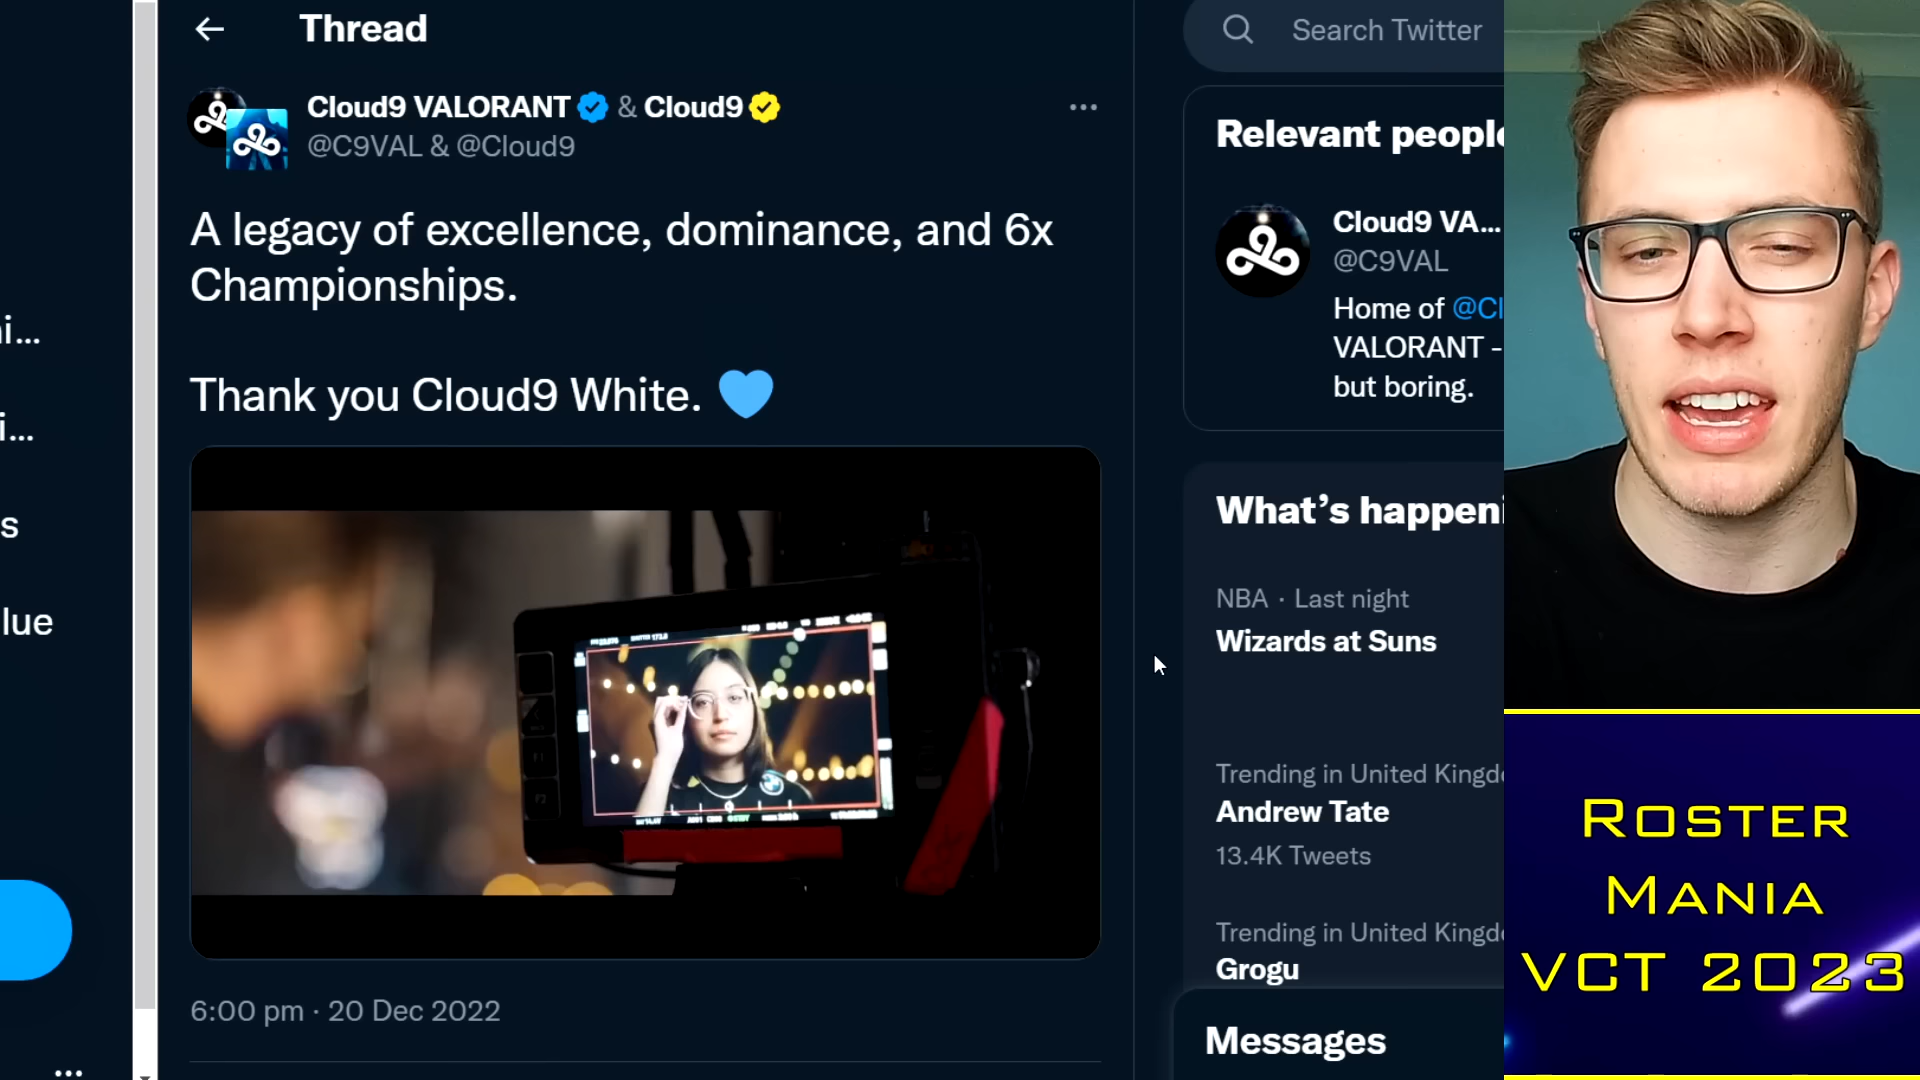 Thread
Search Twitter
Cloud9 VALORANT & Cloud9
@C9VAL & @Cloud9
A legacy of excellence, dominance, and 6x
Championships.
Thank you Cloud9 White.
6:00 pm · 20 Dec 2022
i...
i...
s
lue
Relevant people
Cloud9 VA...
@C9VAL
Home of @Cl
VALORANT -
but boring.
What's happeni
NBA · Last night
Wizards at Suns
Trending in United Kingd
Andrew Tate
13.4K Tweets
Trending in United Kingd
Grogu
Messages
ROSTER
MANIA
VCT 2023